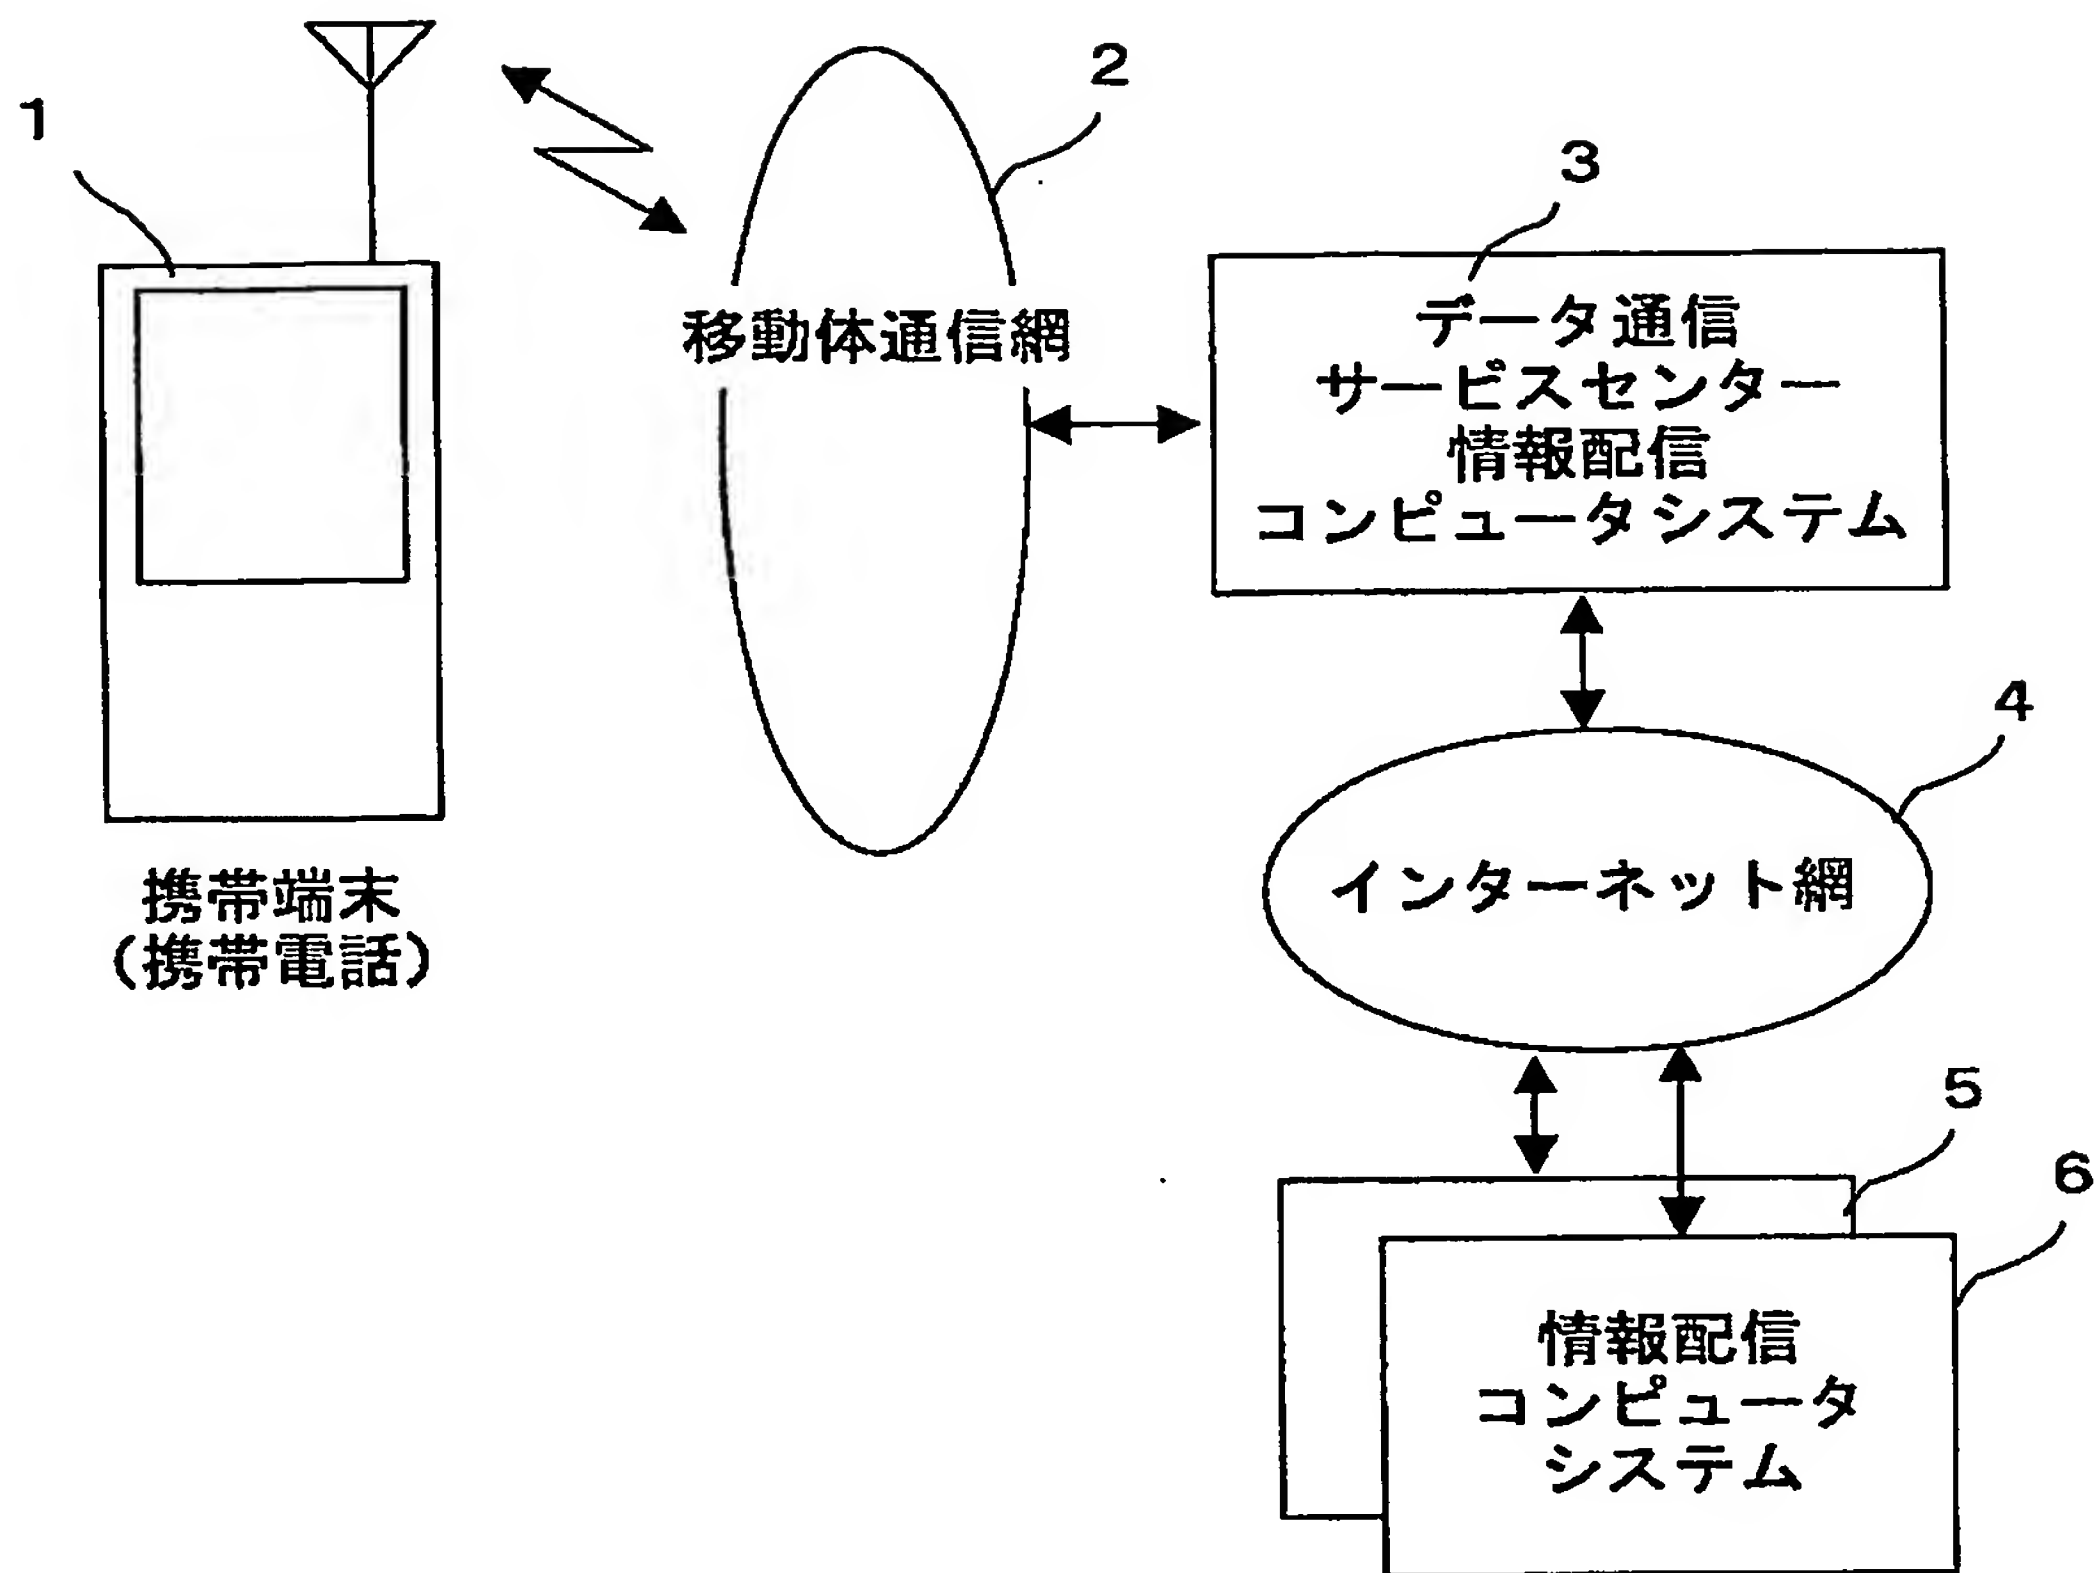 1
2
3
移動体通信網
データ通信
サービスセンター
情報配信
コンピュータシステム
4
インターネット網
携帯端末
（携帯電話）
5
6
情報配信
コンピュータ
システム